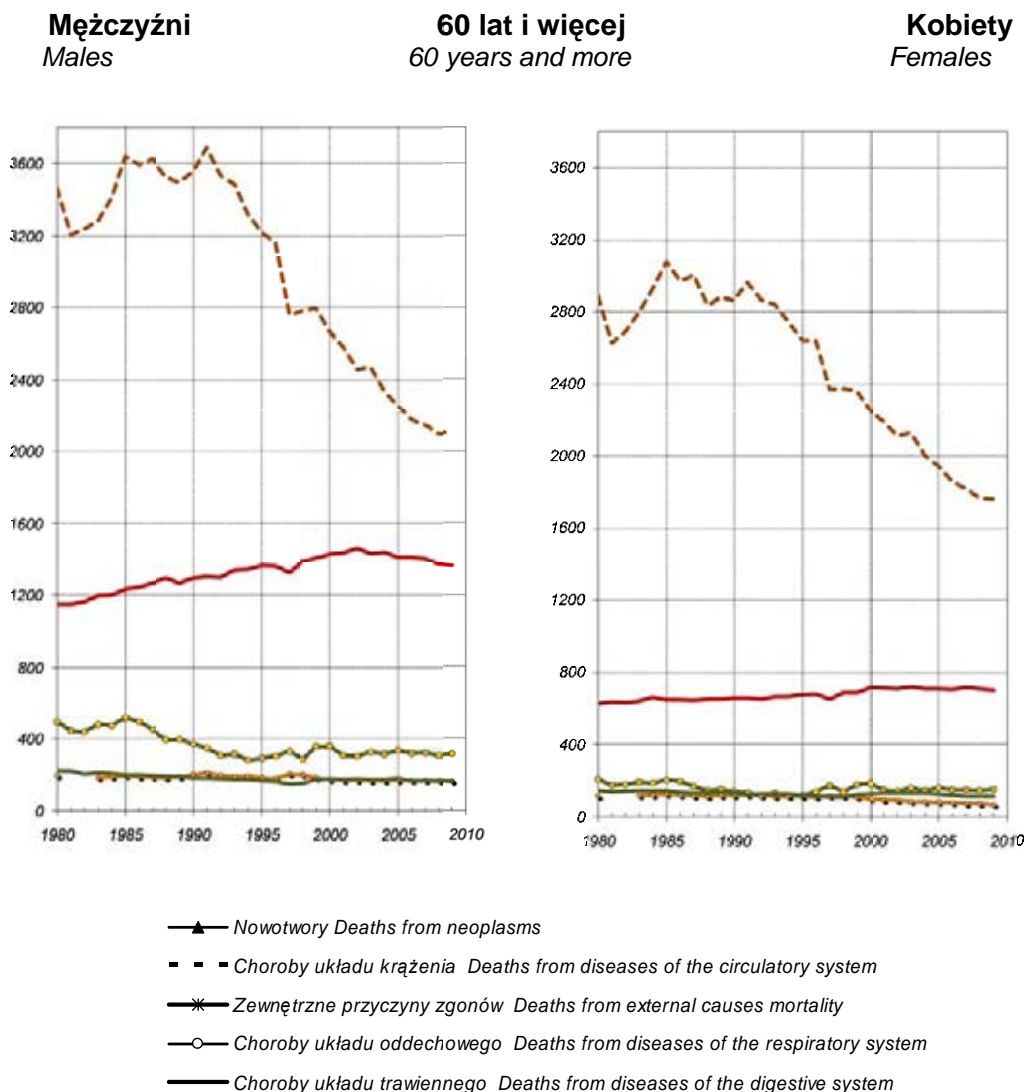 Mężczyźni 60 lat i więcej Kobiety
Males 60 years and more Females
3600
3200
2800
2400
2000
1600
1200
800
400
0
1980 1985 1990 1995 2000 2005 2010
3600
3200
2800
2400
2000
1600
1200
800
400
0
1980 1985 1990 1995 2000 2005 2010
Nowotwory Deaths from neoplasms
Choroby układu krążenia Deaths from diseases of the circulatory system
Zewnętrzne przyczyny zgonów Deaths from external causes mortality
Choroby układu oddechowego Deaths from diseases of the respiratory system
Choroby układu trawiennego Deaths from diseases of the digestive system